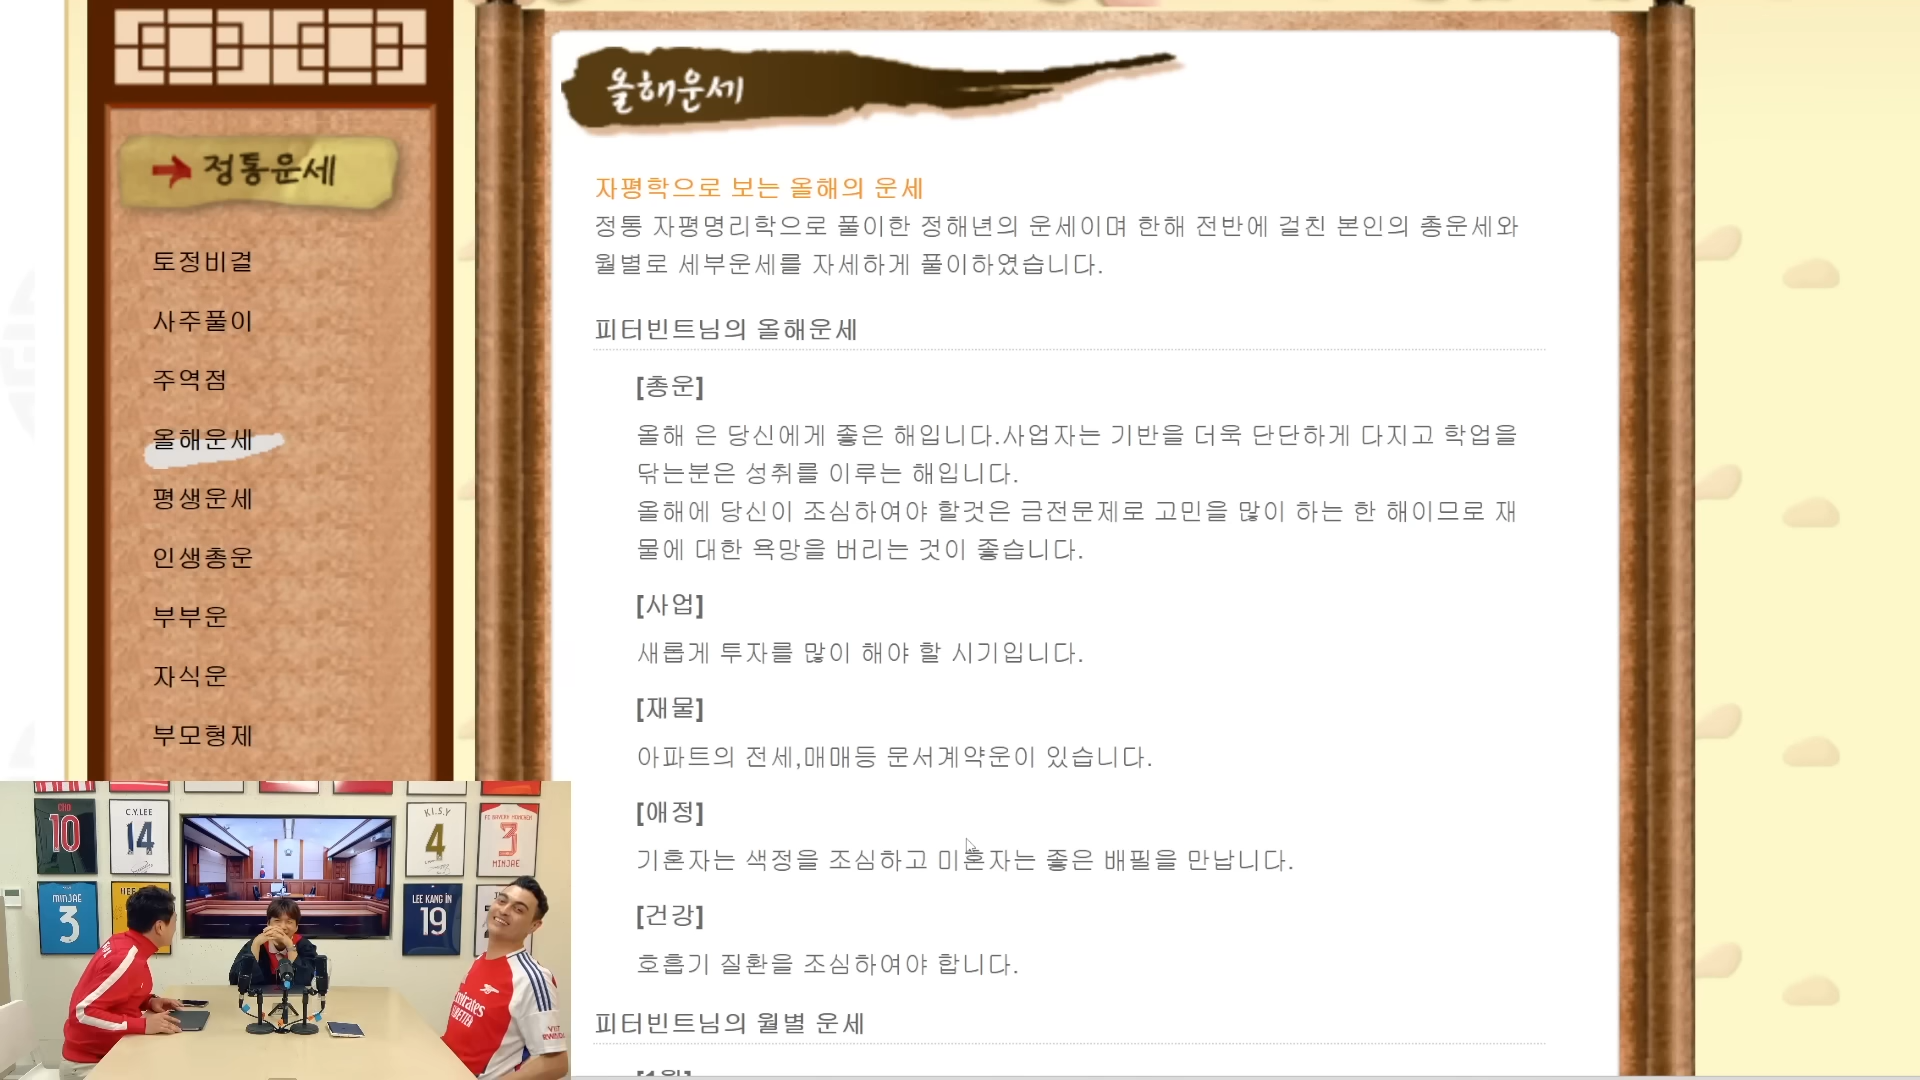 올해운세
정통운세
토정비결
사주풀이
주역점
올해운세
평생운세
인생총운
부부운
자식운
부모형제
자평학으로 보는 올해의 운세
정통 자평명리학으로 풀이한 정해년의 운세이며 한해 전반에 걸친 본인의 총운세와
월별로 세부운세를 자세하게 풀이하였습니다.
피터빈트님의 올해운세
[총운]
올해 은 당신에게 좋은 해입니다.사업자는 기반을 더욱 단단하게 다지고 학업을
닦는분은 성취를 이루는 해입니다.
올해에 당신이 조심하여야 할것은 금전문제로 고민을 많이 하는 한 해이므로 재
물에 대한 욕망을 버리는 것이 좋습니다.
[사업]
새롭게 투자를 많이 해야 할 시기입니다.
[재물]
아파트의 전세,매매등 문서계약운이 있습니다.
[애정]
기혼자는 색정을 조심하고 미혼자는 좋은 배필을 만납니다.
[건강]
호흡기 질환을 조심하여야 합니다.
피터빈트님의 월별 운세
[1월]
CHO
10
C.Y.LEE
14
K.I.S.Y
4
FC BAYERN MÜNCHEN
3
MINJAE
MINJAE
3
HEE
LEE KANG IN
19
Emirates
FLY BETTER
VISIT
RWANDA